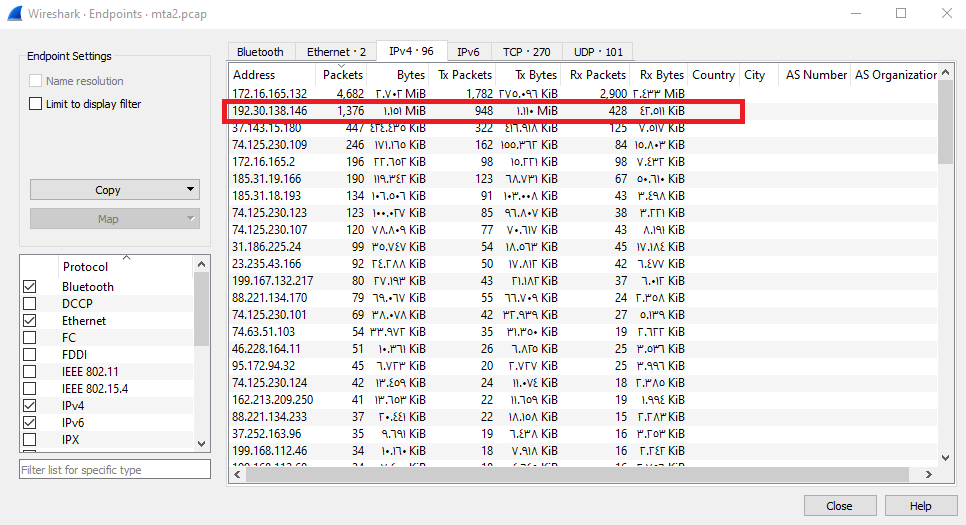 Wireshark · Endpoints · mta2.pcap
Endpoint Settings
Name resolution
Limit to display filter
Copy
Map
Protocol
Bluetooth
DCCP
Ethernet
FC
FDDI
IEEE 802.11
IEEE 802.15.4
IPv4
IPv6
IPX
Filter list for specific type
Bluetooth Ethernet · 2 IPv4 · 96 IPv6 TCP · 270 UDP · 101
Address Packets Bytes Tx Packets Tx Bytes Rx Packets Rx Bytes Country City AS Number AS Organization
172.16.165.132 4,682 ٢.٧٠٢ MiB 1,782 ٢٧٥.٠٩٦ KiB 2,900 ٢.٤٣٣ MiB
192.30.138.146 1,376 ١.١٥١ MiB 948 ١.١١٠ MiB 428 ٤٢.٥١١ KiB
37.143.15.180 447 ٤٢٤.٤٣٥ KiB 322 ٤١٦.٩١٨ KiB 125 ٧.٥١٧ KiB
74.125.230.109 246 ١٧١.١٦٥ KiB 162 ١٥٥.٣٦٢ KiB 84 ١٥.٨٠٣ KiB
172.16.165.2 196 ٢٢.٦٥٢ KiB 98 ١٥.٢٢١ KiB 98 ٧.٤٣٢ KiB
185.31.19.166 190 ١١٩.٣٤٢ KiB 123 ٦٨.٧٣١ KiB 67 ٥٠.٦١٠ KiB
185.31.18.193 134 ١٠٦.٥٠٦ KiB 91 ١٠٣.٠٠٨ KiB 43 ٣.٤٩٨ KiB
74.125.230.123 123 ١٠٠.٠٢٧ KiB 85 ٩٦.٨٠٧ KiB 38 ٣.٢٢١ KiB
74.125.230.107 120 ٧٨.٨٠٩ KiB 77 ٧٠.٦١٧ KiB 43 ٨.١٩١ KiB
31.186.225.24 99 ٣٥.٧٤٧ KiB 54 ١٨.٥٦٣ KiB 45 ١٧.١٨٤ KiB
23.235.43.166 92 ٢٤.٢٨٨ KiB 50 ١٧.٨١٢ KiB 42 ٦.٤٧٧ KiB
199.167.132.217 80 ٢٧.١٩٣ KiB 43 ٢١.١٨٢ KiB 37 ٦.٠١٢ KiB
88.221.134.170 79 ٦٩.٠٦٧ KiB 55 ٦٦.٧٠٩ KiB 24 ٢.٣٥٨ KiB
74.125.230.101 69 ٣٨.٠٧٨ KiB 42 ٣٢.٩٣٩ KiB 27 ٥.١٣٩ KiB
74.63.51.103 54 ٣٣.٩٧٢ KiB 35 ٣١.٣٥٠ KiB 19 ٢.٦٢٢ KiB
46.228.164.11 51 ١٠.٣٦١ KiB 26 ٦.٨٢٥ KiB 25 ٣.٥٣٦ KiB
95.172.94.32 45 ٦.٧٢٣ KiB 20 ٢.٧٢٧ KiB 25 ٣.٩٩٦ KiB
74.125.230.124 42 ١٣.٤٥٩ KiB 24 ١١.٠٧٤ KiB 18 ٢.٣٨٥ KiB
162.213.209.250 41 ١٣.٦٥٣ KiB 22 ١١.٦٥٩ KiB 19 ١.٩٩٤ KiB
88.221.134.233 37 ٢٠.٤٤١ KiB 22 ١٨.١٥٨ KiB 15 ٢.٢٨٣ KiB
37.252.163.96 35 ٩.٦٩١ KiB 19 ٦.٤٣٨ KiB 16 ٣.٢٥٣ KiB
199.168.112.46 34 ١٠.١٦٠ KiB 18 ٧.٩١٨ KiB 16 ٢.٢٤٢ KiB
Close Help